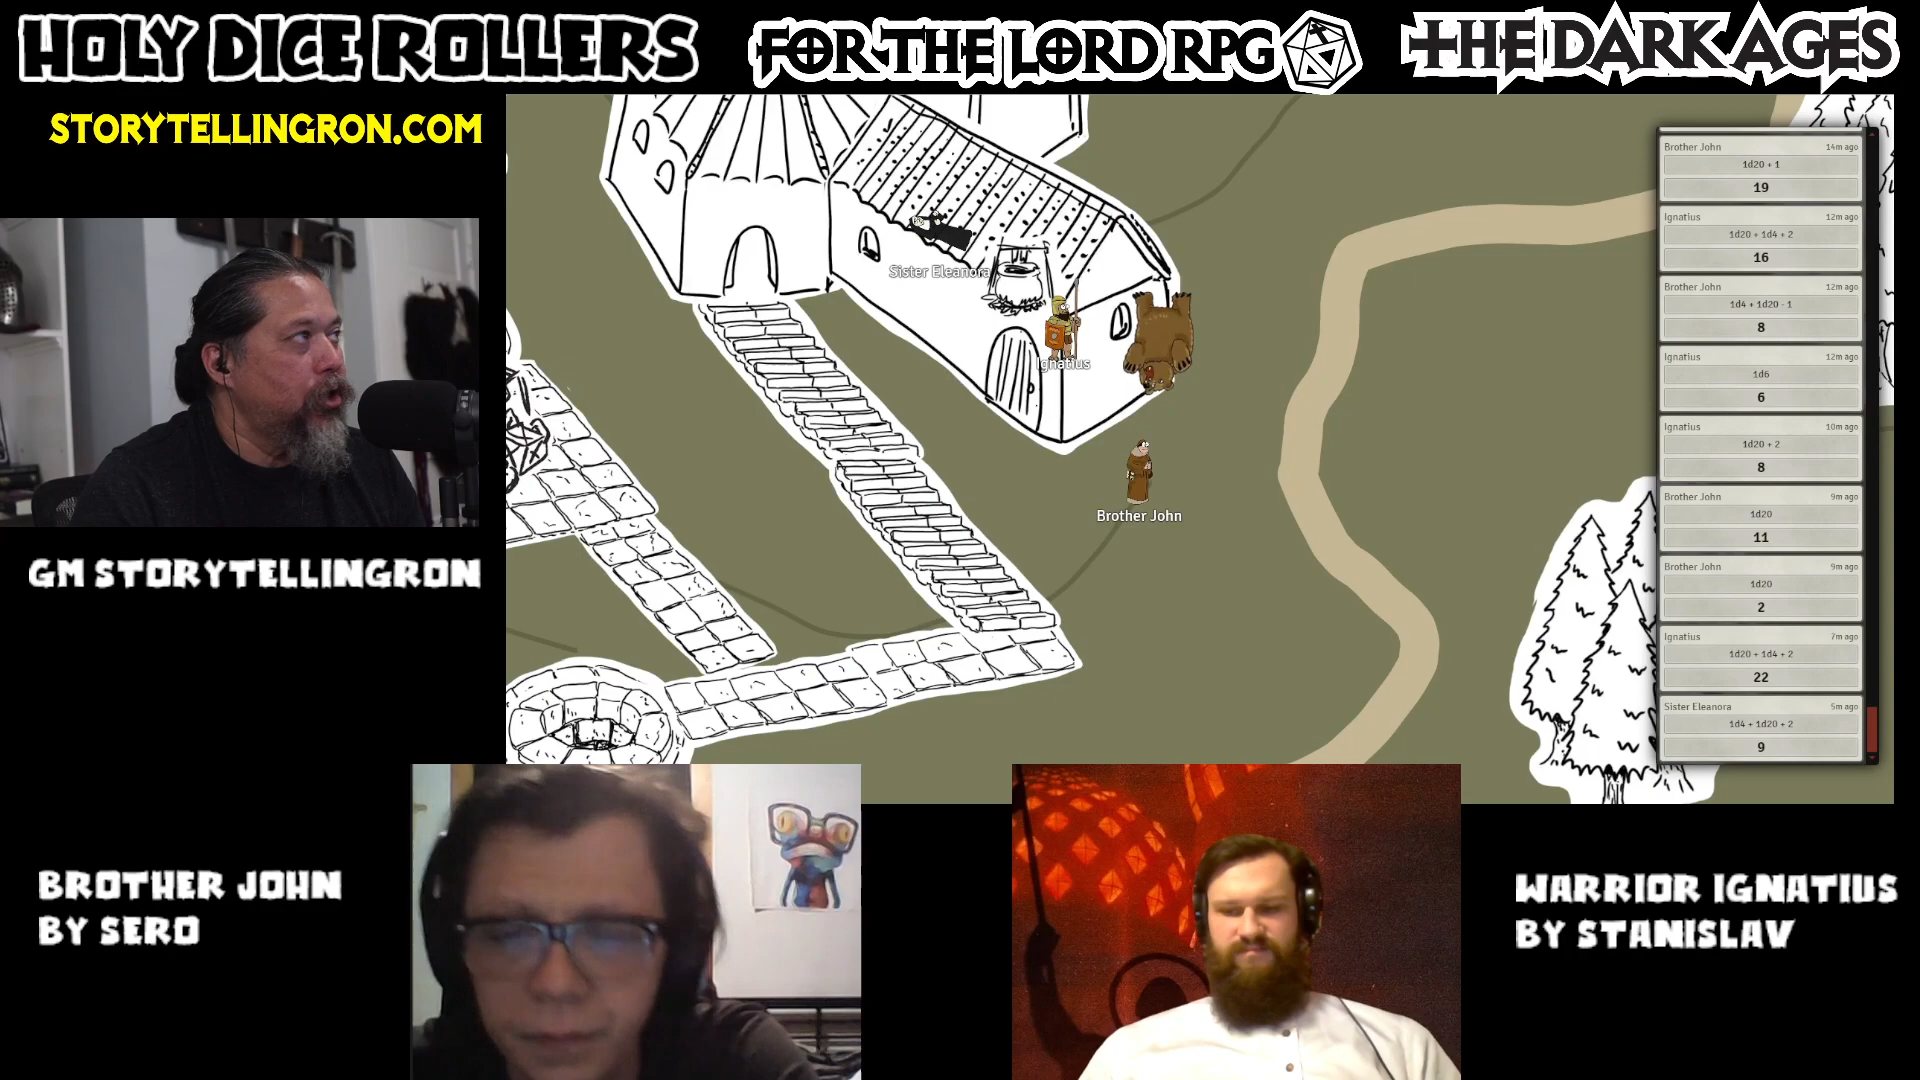 HOLY DICE ROLLERS
FOR THE LORD RPG
THE DARK AGES
STORYTELLINGRON.COM
GM STORYTELLINGRON
Sister Eleanora
Ignatius
Brother John
Brother John 14m ago
1d20 + 1
19
Ignatius 12m ago
1d20 + 1d4 + 2
16
Brother John 12m ago
1d4 + 1d20 - 1
8
Ignatius 12m ago
1d6
6
Ignatius 10m ago
1d20 + 2
8
Brother John 9m ago
1d20
11
Brother John 9m ago
1d20
2
Ignatius 7m ago
1d20 + 1d4 + 2
22
Sister Eleanora 5m ago
1d4 + 1d20 + 2
9
BROTHER JOHN
BY SERO
WARRIOR IGNATIUS
BY STANISLAV